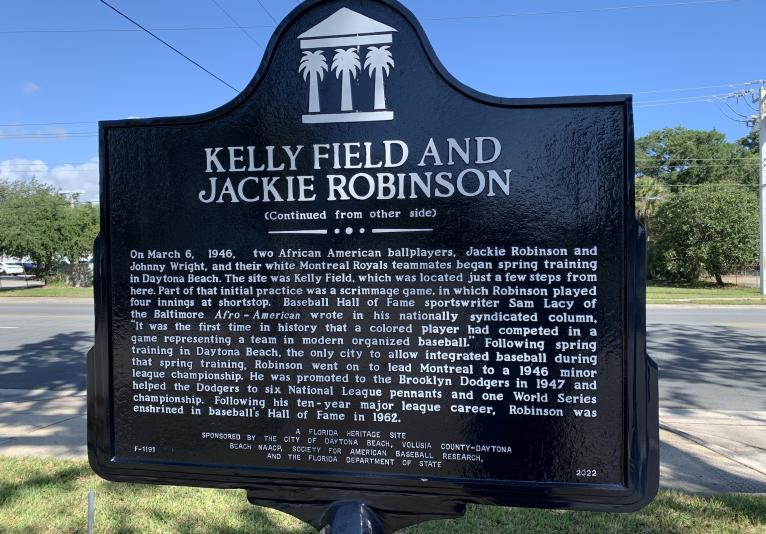 KELLY FIELD AND
JACKIE ROBINSON
(Continued from other side)
On March 6, 1946, two African American ballplayers, Jackie Robinson and
Johnny Wright, and their white Montreal Royals teammates began spring training
in Daytona Beach. The site was Kelly Field, which was located just a few steps from
here. Part of that initial practice was a scrimmage game, in which Robinson played
four innings at shortstop. Baseball Hall of Fame sportswriter Sam Lacy of
the Baltimore Afro-American wrote in his nationally syndicated column,
"It was the first time in history that a colored player had competed in a
game representing a team in modern organized baseball." Following spring
training in Daytona Beach, the only city to allow integrated baseball during
that spring training, Robinson went on to lead Montreal to a 1946 minor
league championship. He was promoted to the Brooklyn Dodgers in 1947 and
helped the Dodgers to six National League pennants and one World Series
championship. Following his ten-year major league career, Robinson was
enshrined in baseball's Hall of Fame in 1962.
A FLORIDA HERITAGE SITE
SPONSORED BY THE CITY OF DAYTONA BEACH, VOLUSIA COUNTY-DAYTONA
BEACH NAACP, SOCIETY FOR AMERICAN BASEBALL RESEARCH,
AND THE FLORIDA DEPARTMENT OF STATE
F-1191
2022